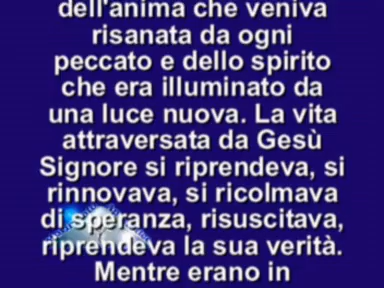 dell'anima che veniva
risanata da ogni
peccato e dello spirito
che era illuminato da
una luce nuova. La vita
attraversata da Gesù
Signore si riprendeva, si
rinnovava, si ricolmava
di speranza, risuscitava,
riprendeva la sua verità.
Mentre erano in